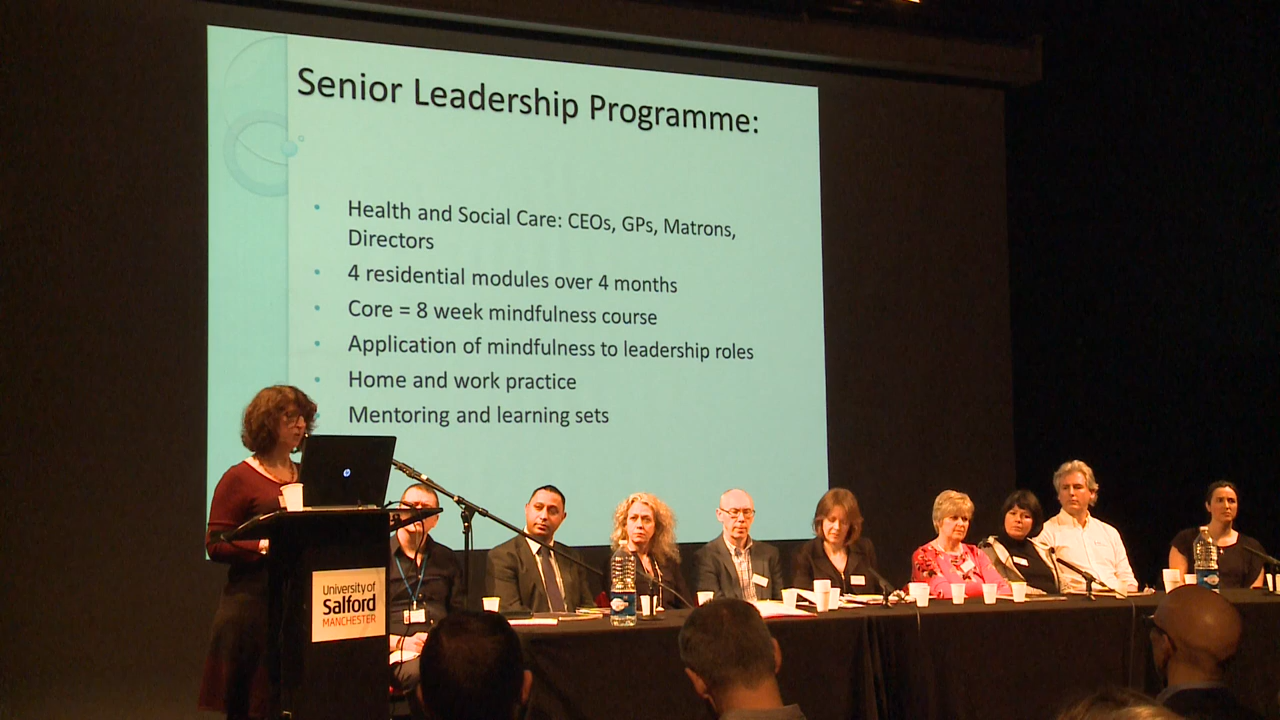 Senior Leadership Programme:
• Health and Social Care: CEOs, GPs, Matrons,
Directors
• 4 residential modules over 4 months
• Core = 8 week mindfulness course
• Application of mindfulness to leadership roles
• Home and work practice
• Mentoring and learning sets
University of
Salford
MANCHESTER
hp